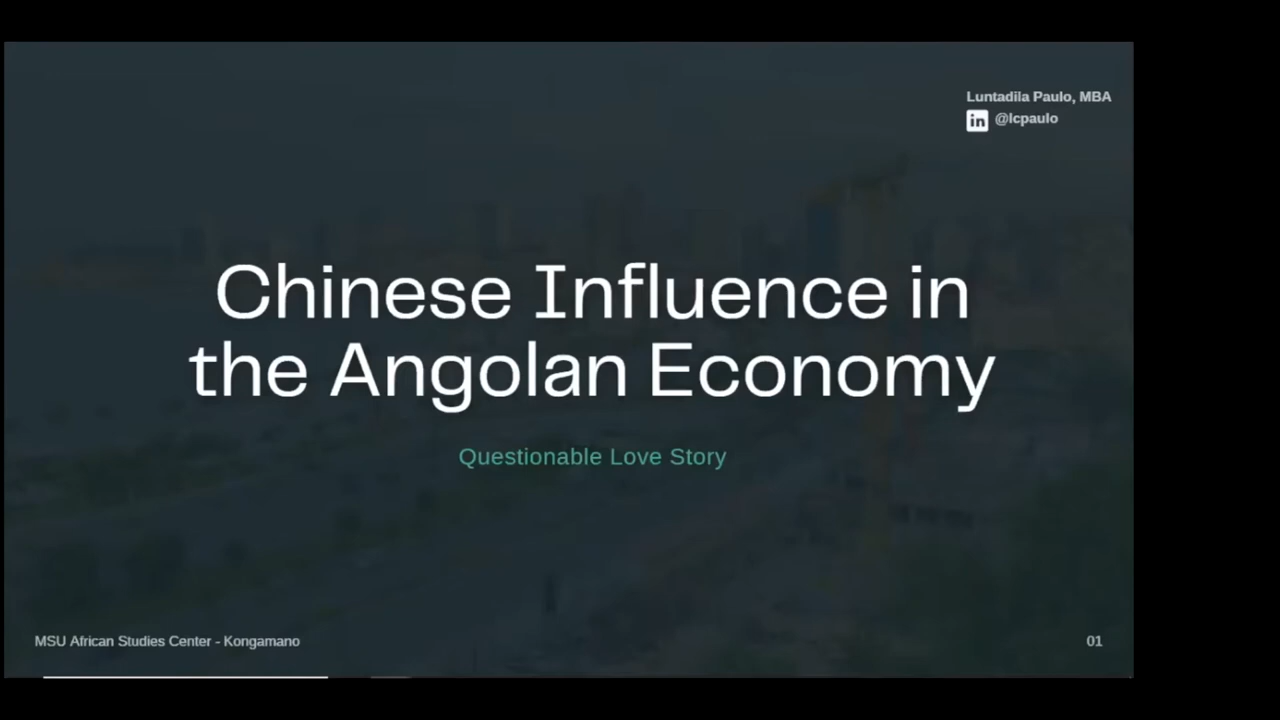 Luntadila Paulo, MBA
in @lcpaulo
Chinese Influence in
the Angolan Economy
Questionable Love Story
MSU African Studies Center - Kongamano
01